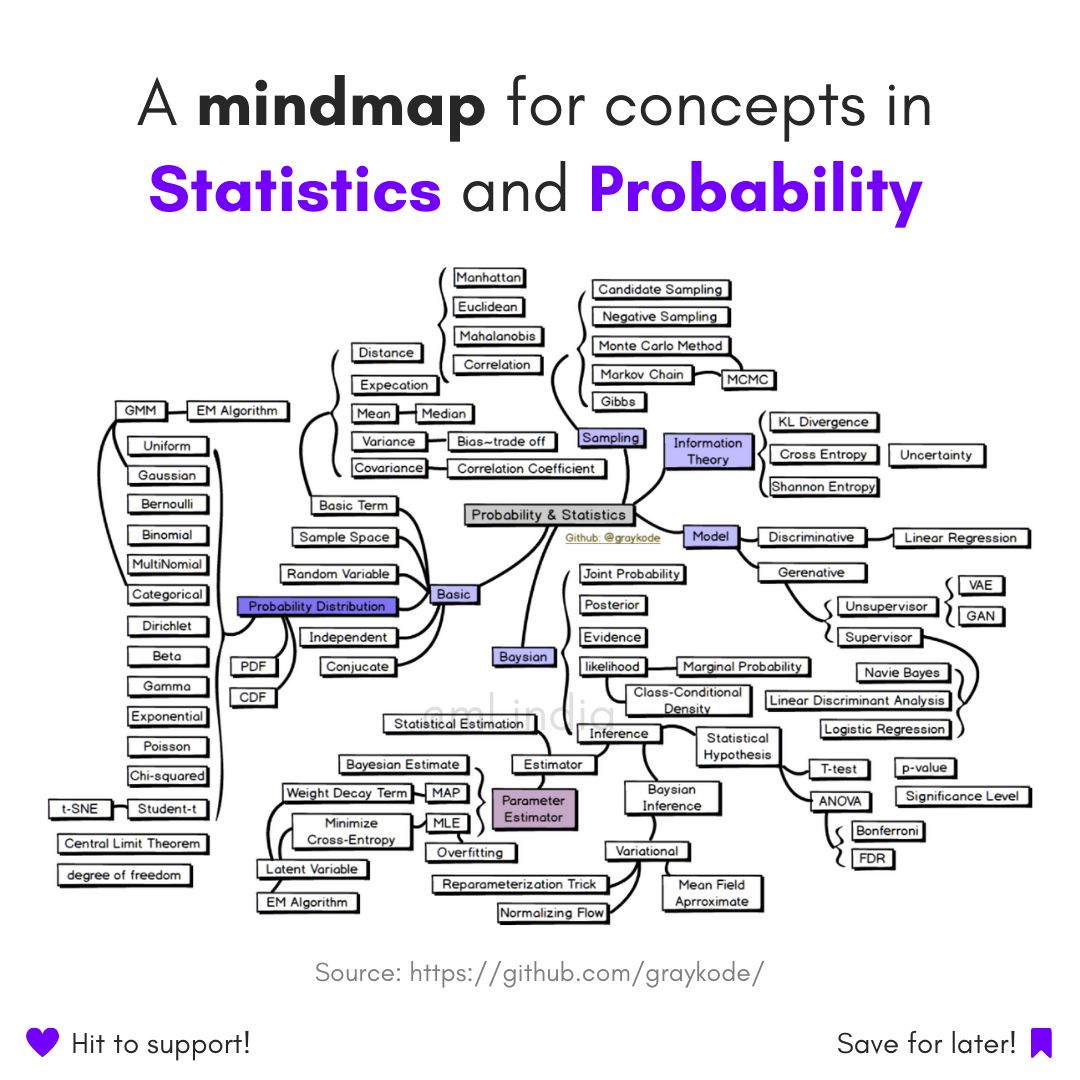 A mindmap for concepts in
Statistics and Probability
Manhattan
Euclidean
Mahalanobis
Correlation
Distance
Expecation
Mean
Median
Variance
Bias~trade off
Covariance
Correlation Coefficient
Candidate Sampling
Negative Sampling
Monte Carlo Method
Markov Chain
MCMC
Gibbs
Sampling
Information
Theory
KL Divergence
Cross Entropy
Uncertainty
Shannon Entropy
GMM
EM Algorithm
Uniform
Gaussian
Bernoulli
Binomial
MultiNomial
Categorical
Dirichlet
Beta
Gamma
Exponential
Poisson
Chi-squared
t-SNE
Student-t
Central Limit Theorem
degree of freedom
Basic Term
Sample Space
Random Variable
Probability Distribution
Basic
Independent
Conjucate
PDF
CDF
Probability & Statistics
Github: @graykode
Model
Discriminative
Linear Regression
Gerenative
Unsupervisor
VAE
GAN
Supervisor
Navie Bayes
Linear Discriminant Analysis
Logistic Regression
Baysian
Joint Probability
Posterior
Evidence
likelihood
Marginal Probability
Class-Conditional
Density
Inference
Statistical
Hypothesis
T-test
p-value
ANOVA
Significance Level
Bonferroni
FDR
Statistical Estimation
Estimator
Bayesian Estimate
Weight Decay Term
MAP
Parameter
Estimator
Minimize
Cross-Entropy
MLE
Overfitting
Latent Variable
EM Algorithm
Baysian
Inference
Variational
Reparameterization Trick
Normalizing Flow
Mean Field
Aprroximate
Source: https://github.com/graykode/
Hit to support!
Save for later!